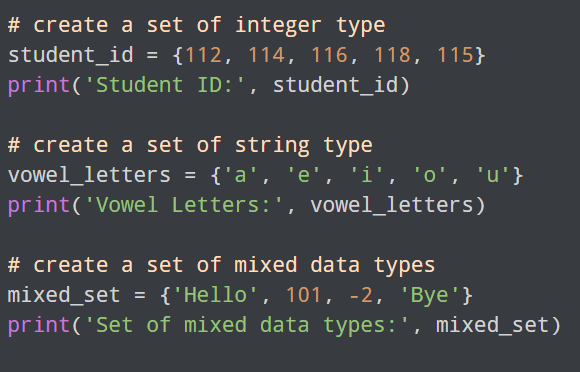 # create a set of integer type
student_id = {112, 114, 116, 118, 115}
print('Student ID:', student_id)
# create a set of string type
vowel_letters = {'a', 'e', 'i', 'o', 'u'}
print('Vowel Letters:', vowel_letters)
# create a set of mixed data types
mixed_set = {'Hello', 101, -2, 'Bye'}
print('Set of mixed data types:', mixed_set)